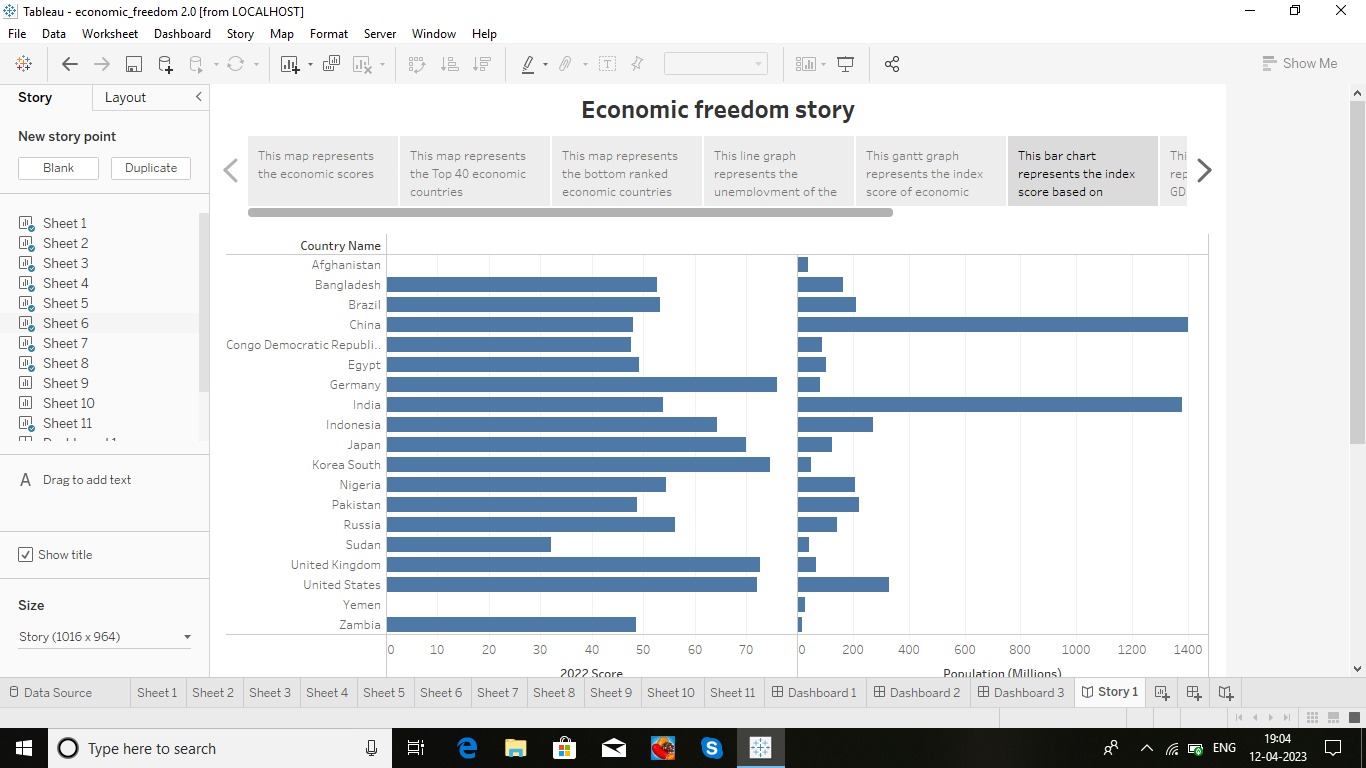 Tableau - economic_freedom 2.0 [from LOCALHOST]
File Data Worksheet Dashboard Story Map Format Server Window Help
Show Me
Story Layout
New story point
Blank Duplicate
Sheet 1
Sheet 2
Sheet 3
Sheet 4
Sheet 5
Sheet 6
Sheet 7
Sheet 8
Sheet 9
Sheet 10
Sheet 11
A Drag to add text
Show title
Size
Story (1016 x 964)
Economic freedom story
This map represents
the economic scores
This map represents
the Top 40 economic
countries
This map represents
the bottom ranked
economic countries
This line graph
represents the
unemployment of the
This gantt graph
represents the index
score of economic
This bar chart
represents the index
score based on
Thi
rep
GD
Country Name
Afghanistan
Bangladesh
Brazil
China
Congo Democratic Republi..
Egypt
Germany
India
Indonesia
Japan
Korea South
Nigeria
Pakistan
Russia
Sudan
United Kingdom
United States
Yemen
Zambia
0 10 20 30 40 50 60 70 0 200 400 600 800 1000 1200 1400
2022 Score Population (Millions)
Data Source Sheet 1 Sheet 2 Sheet 3 Sheet 4 Sheet 5 Sheet 6 Sheet 7 Sheet 8 Sheet 9 Sheet 10 Sheet 11 Dashboard 1 Dashboard 2 Dashboard 3 Story 1
Type here to search
ENG
19:04
12-04-2023